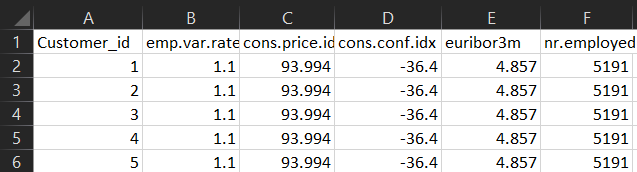 A B C D E F
1 Customer_id emp.var.rate cons.price.id cons.conf.idx euribor3m nr.employed
2 1 1.1 93.994 -36.4 4.857 5191
3 2 1.1 93.994 -36.4 4.857 5191
4 3 1.1 93.994 -36.4 4.857 5191
5 4 1.1 93.994 -36.4 4.857 5191
6 5 1.1 93.994 -36.4 4.857 5191